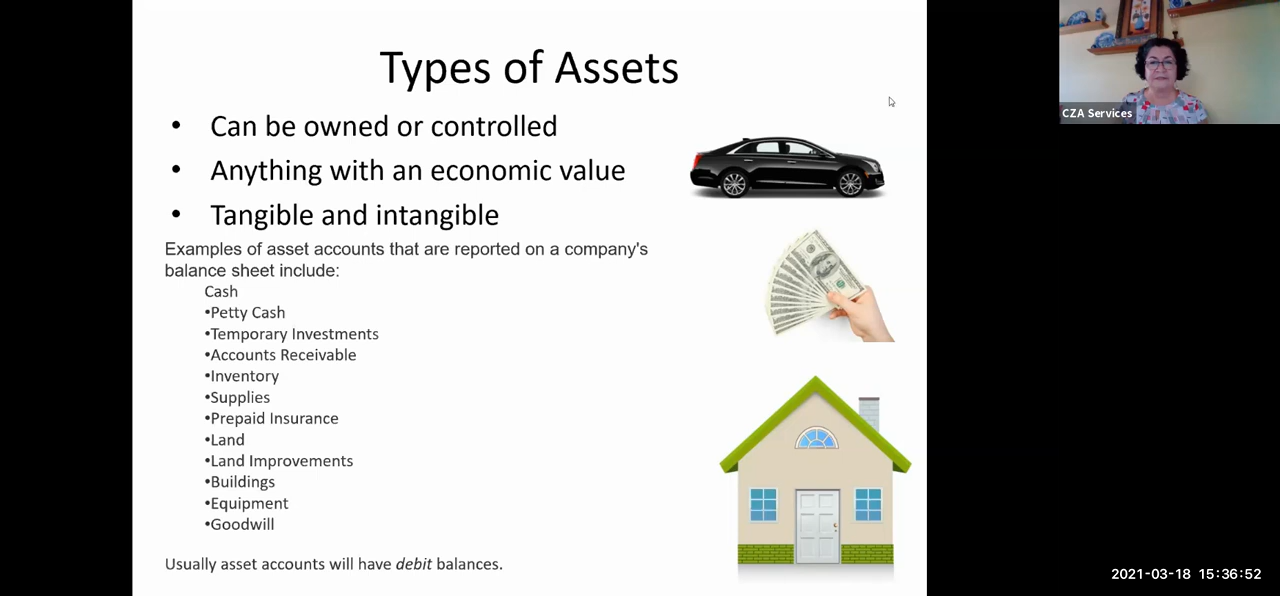 Types of Assets
• Can be owned or controlled
• Anything with an economic value
• Tangible and intangible
Examples of asset accounts that are reported on a company's
balance sheet include:
Cash
•Petty Cash
•Temporary Investments
•Accounts Receivable
•Inventory
•Supplies
•Prepaid Insurance
•Land
•Land Improvements
•Buildings
•Equipment
•Goodwill
Usually asset accounts will have debit balances.
CZA Services
2021-03-18 15:36:52